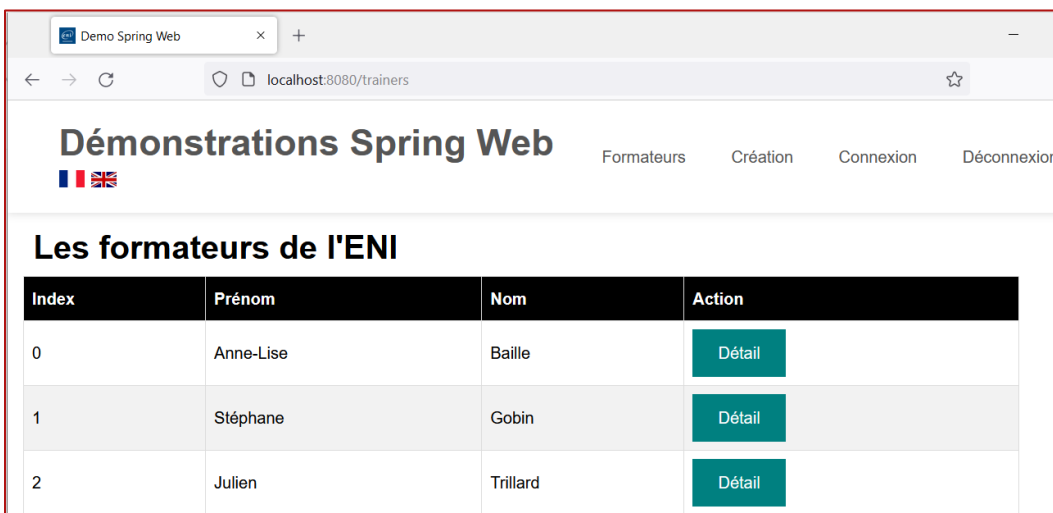 Demo Spring Web
localhost:8080/trainers
Démonstrations Spring Web
Formateurs Création Connexion Déconnexion
Les formateurs de l'ENI
Index Prénom Nom Action
0 Anne-Lise Baille Détail
1 Stéphane Gobin Détail
2 Julien Trillard Détail